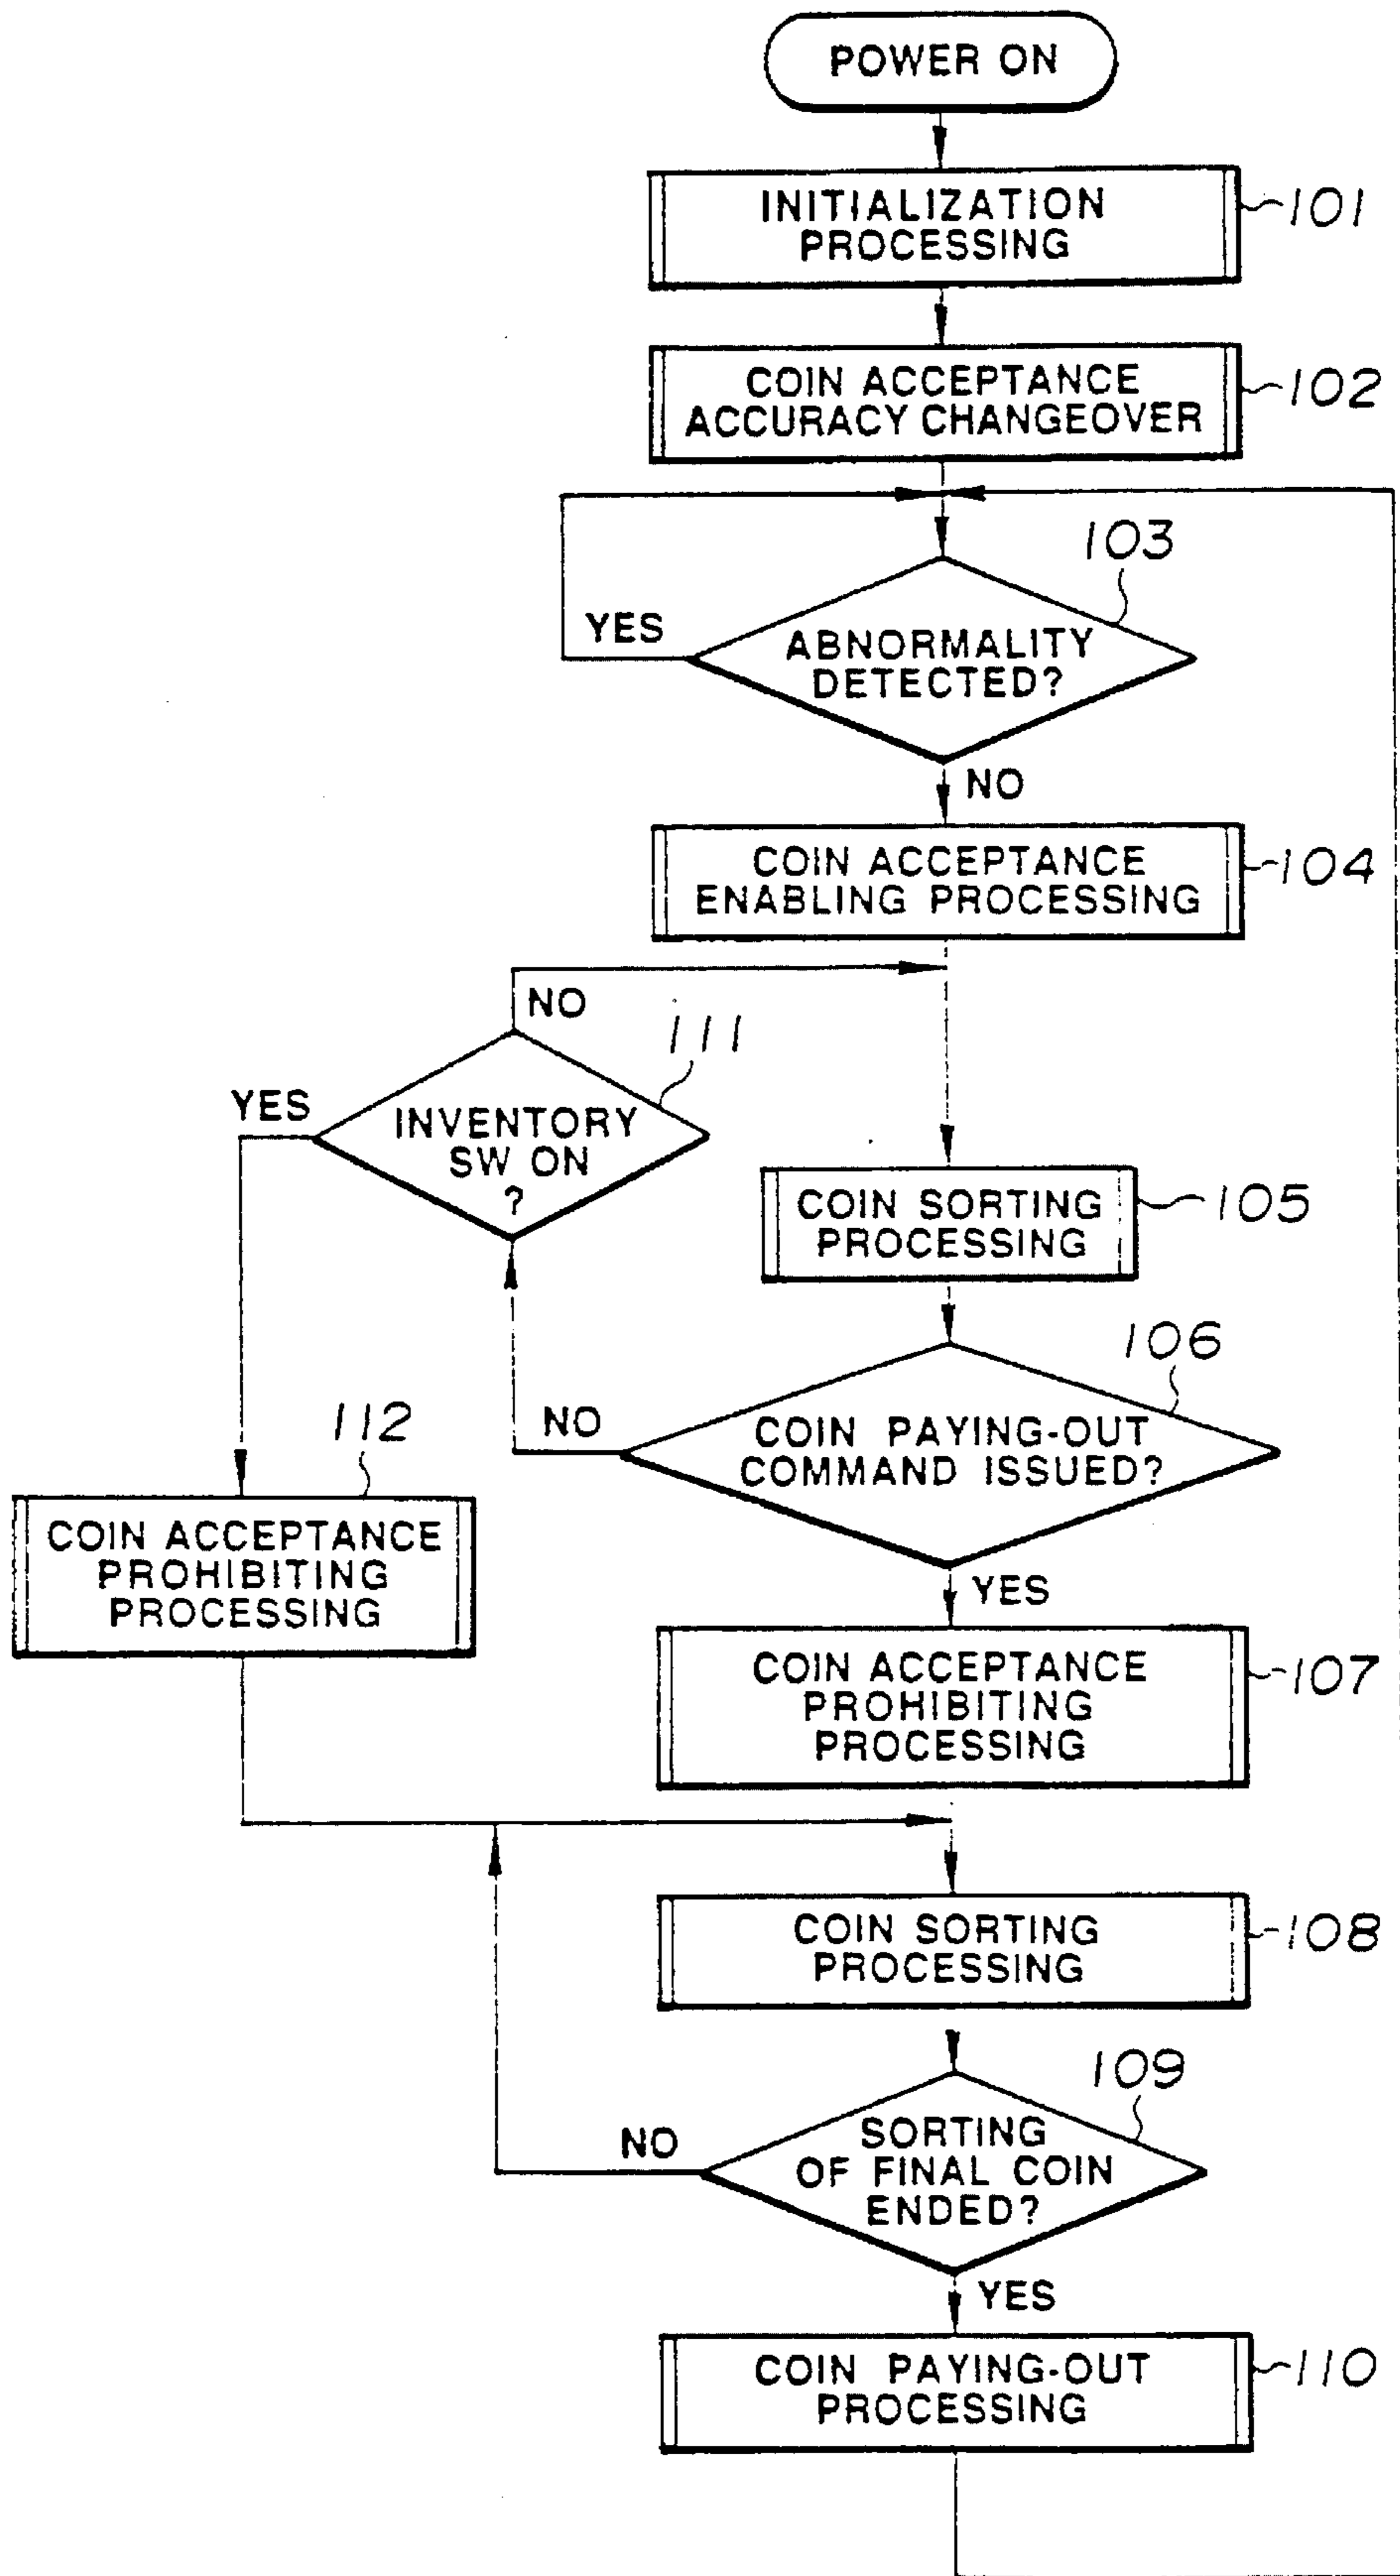 POWER ON
INITIALIZATION
PROCESSING
101
COIN ACCEPTANCE
ACCURACY CHANGEOVER
102
103
YES
ABNORMALITY
DETECTED?
NO
COIN ACCEPTANCE
ENABLING PROCESSING
104
NO
111
YES
INVENTORY
SW ON
?
COIN SORTING
PROCESSING
105
106
NO
COIN PAYING-OUT
COMMAND ISSUED?
112
COIN ACCEPTANCE
PROHIBITING
PROCESSING
YES
COIN ACCEPTANCE
PROHIBITING
PROCESSING
107
COIN SORTING
PROCESSING
108
109
NO
SORTING
OF FINAL COIN
ENDED?
YES
COIN PAYING-OUT
PROCESSING
110